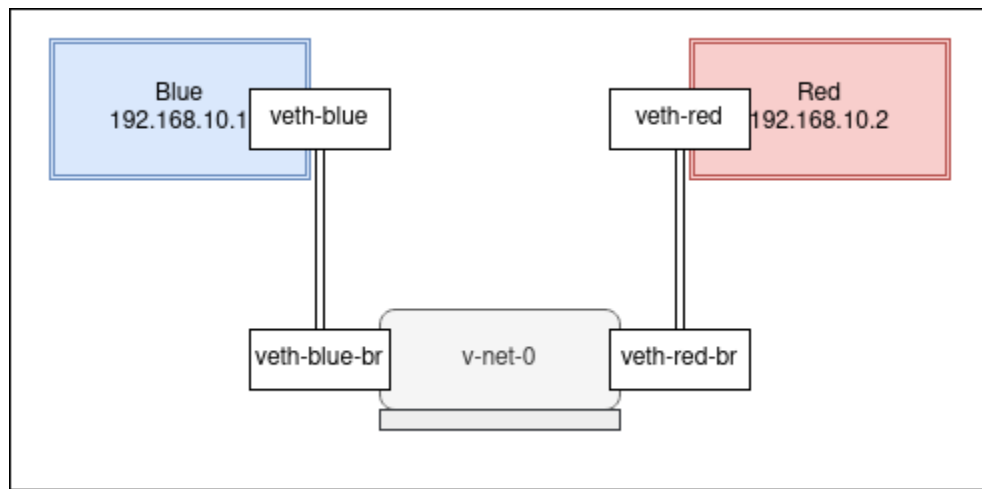 Blue
192.168.10.1
veth-blue
veth-red
Red
192.168.10.2
veth-blue-br
v-net-0
veth-red-br